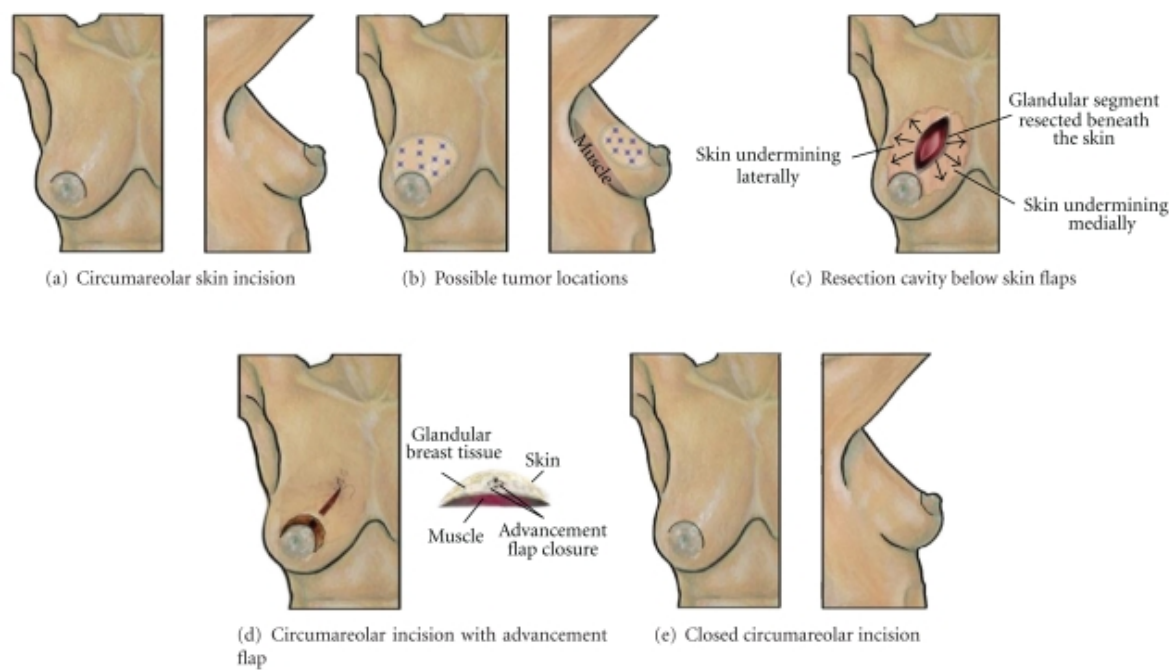 Muscle
Skin undermining
laterally
Glandular segment
resected beneath
the skin
Skin undermining
medially
(a) Circumareolar skin incision
(b) Possible tumor locations
(c) Resection cavity below skin flaps
Glandular
breast tissue
Skin
Muscle
Advancement
flap closure
(d) Circumareolar incision with advancement
flap
(e) Closed circumareolar incision